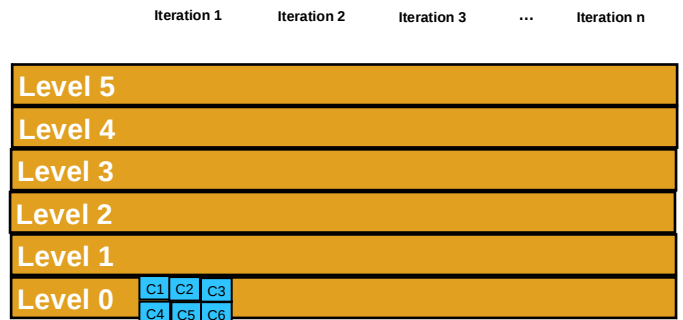 Iteration 1 Iteration 2 Iteration 3 ... Iteration n
Level 5
Level 4
Level 3
Level 2
Level 1
Level 0
C1 C2 C3
C4 C5 C6